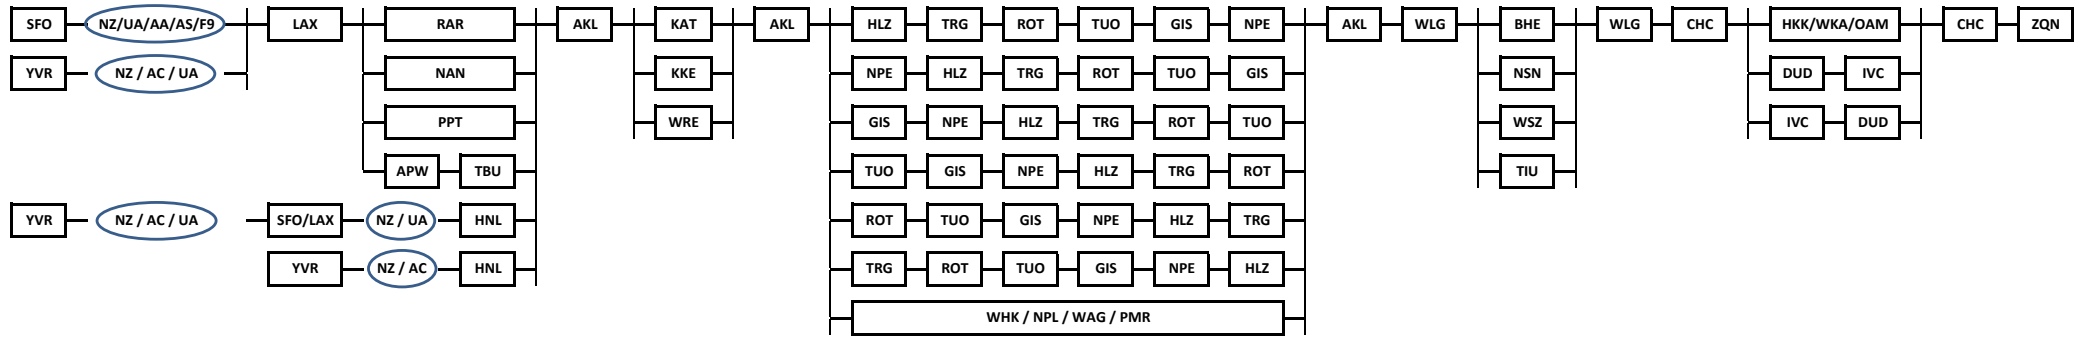 SFO NZ/UA/AA/AS/F9 LAX RAR AKL KAT AKL HLZ TRG ROT TUO GIS NPE AKL WLG BHE WLG CHC HKK/WKA/OAM CHC ZQN
YVR NZ / AC / UA NAN KKE NPE HLZ TRG ROT TUO GIS NSN DUD IVC
PPT WRE GIS NPE HLZ TRG ROT TUO WSZ IVC DUD
APW TBU TUO GIS NPE HLZ TRG ROT TIU
YVR NZ / AC / UA SFO/LAX NZ / UA HNL ROT TUO GIS NPE HLZ TRG
YVR NZ / AC HNL TRG ROT TUO GIS NPE HLZ
WHK / NPL / WAG / PMR